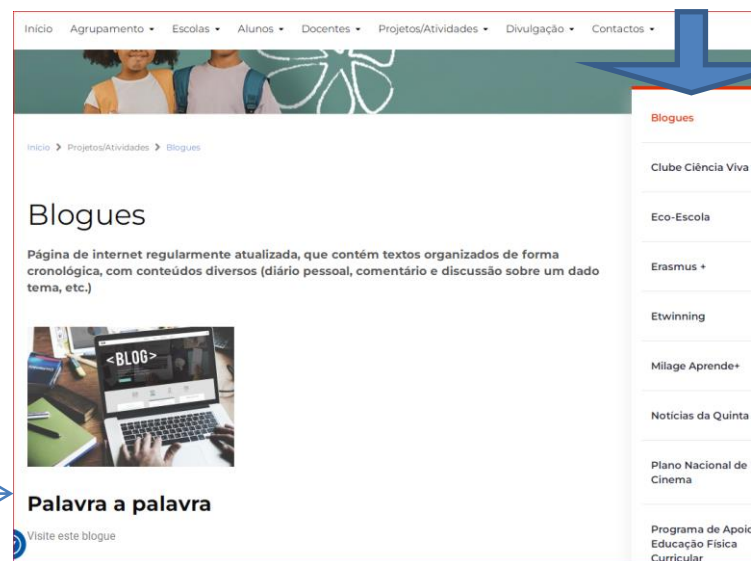 Início Agrupamento Escolas Alunos Docentes Projetos/Atividades Divulgação Contactos
Início > Projetos/Atividades > Blogues
Blogues
Página de internet regularmente atualizada, que contém textos organizados de forma
cronológica, com conteúdos diversos (diário pessoal, comentário e discussão sobre um dado
tema, etc.)
<BLOG>
Palavra a palavra
Visite este blogue
Blogues
Clube Ciência Viva
Eco-Escola
Erasmus +
Etwinning
Milage Aprende+
Notícias da Quinta
Plano Nacional de
Cinema
Programa de Apoio
Educação Física
Curricular